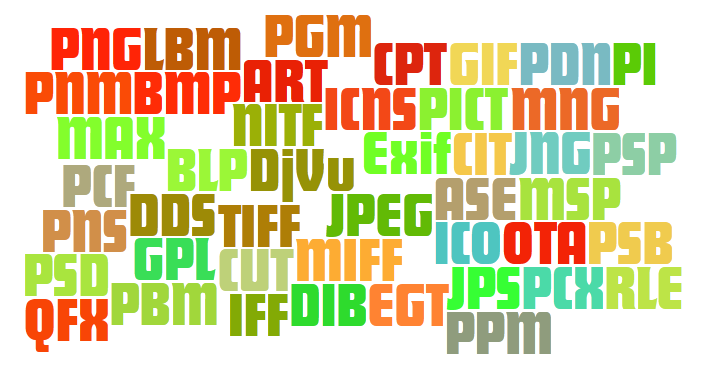 PGM
PNG LBM
CPT GIF PDN PI
PNM BMP ART
ICNS PICT MNG
MAX NITF
Exif CIT JNG PSP
BLP DjVu
PCF ASE MSP
PNS DDS TIFF JPEG
ICO OTA PSB
GPL CUT MIFF
PSD JPS PCX RLE
QFX PBM IFF DIB EGT
PPM